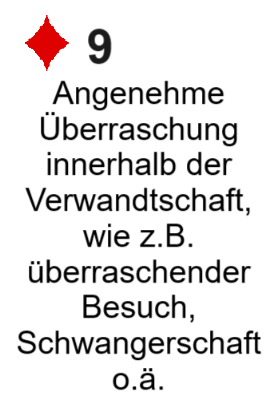 9
Angenehme
Überraschung
innerhalb der
Verwandtschaft,
wie z.B.
überraschender
Besuch,
Schwangerschaft
o.ä.